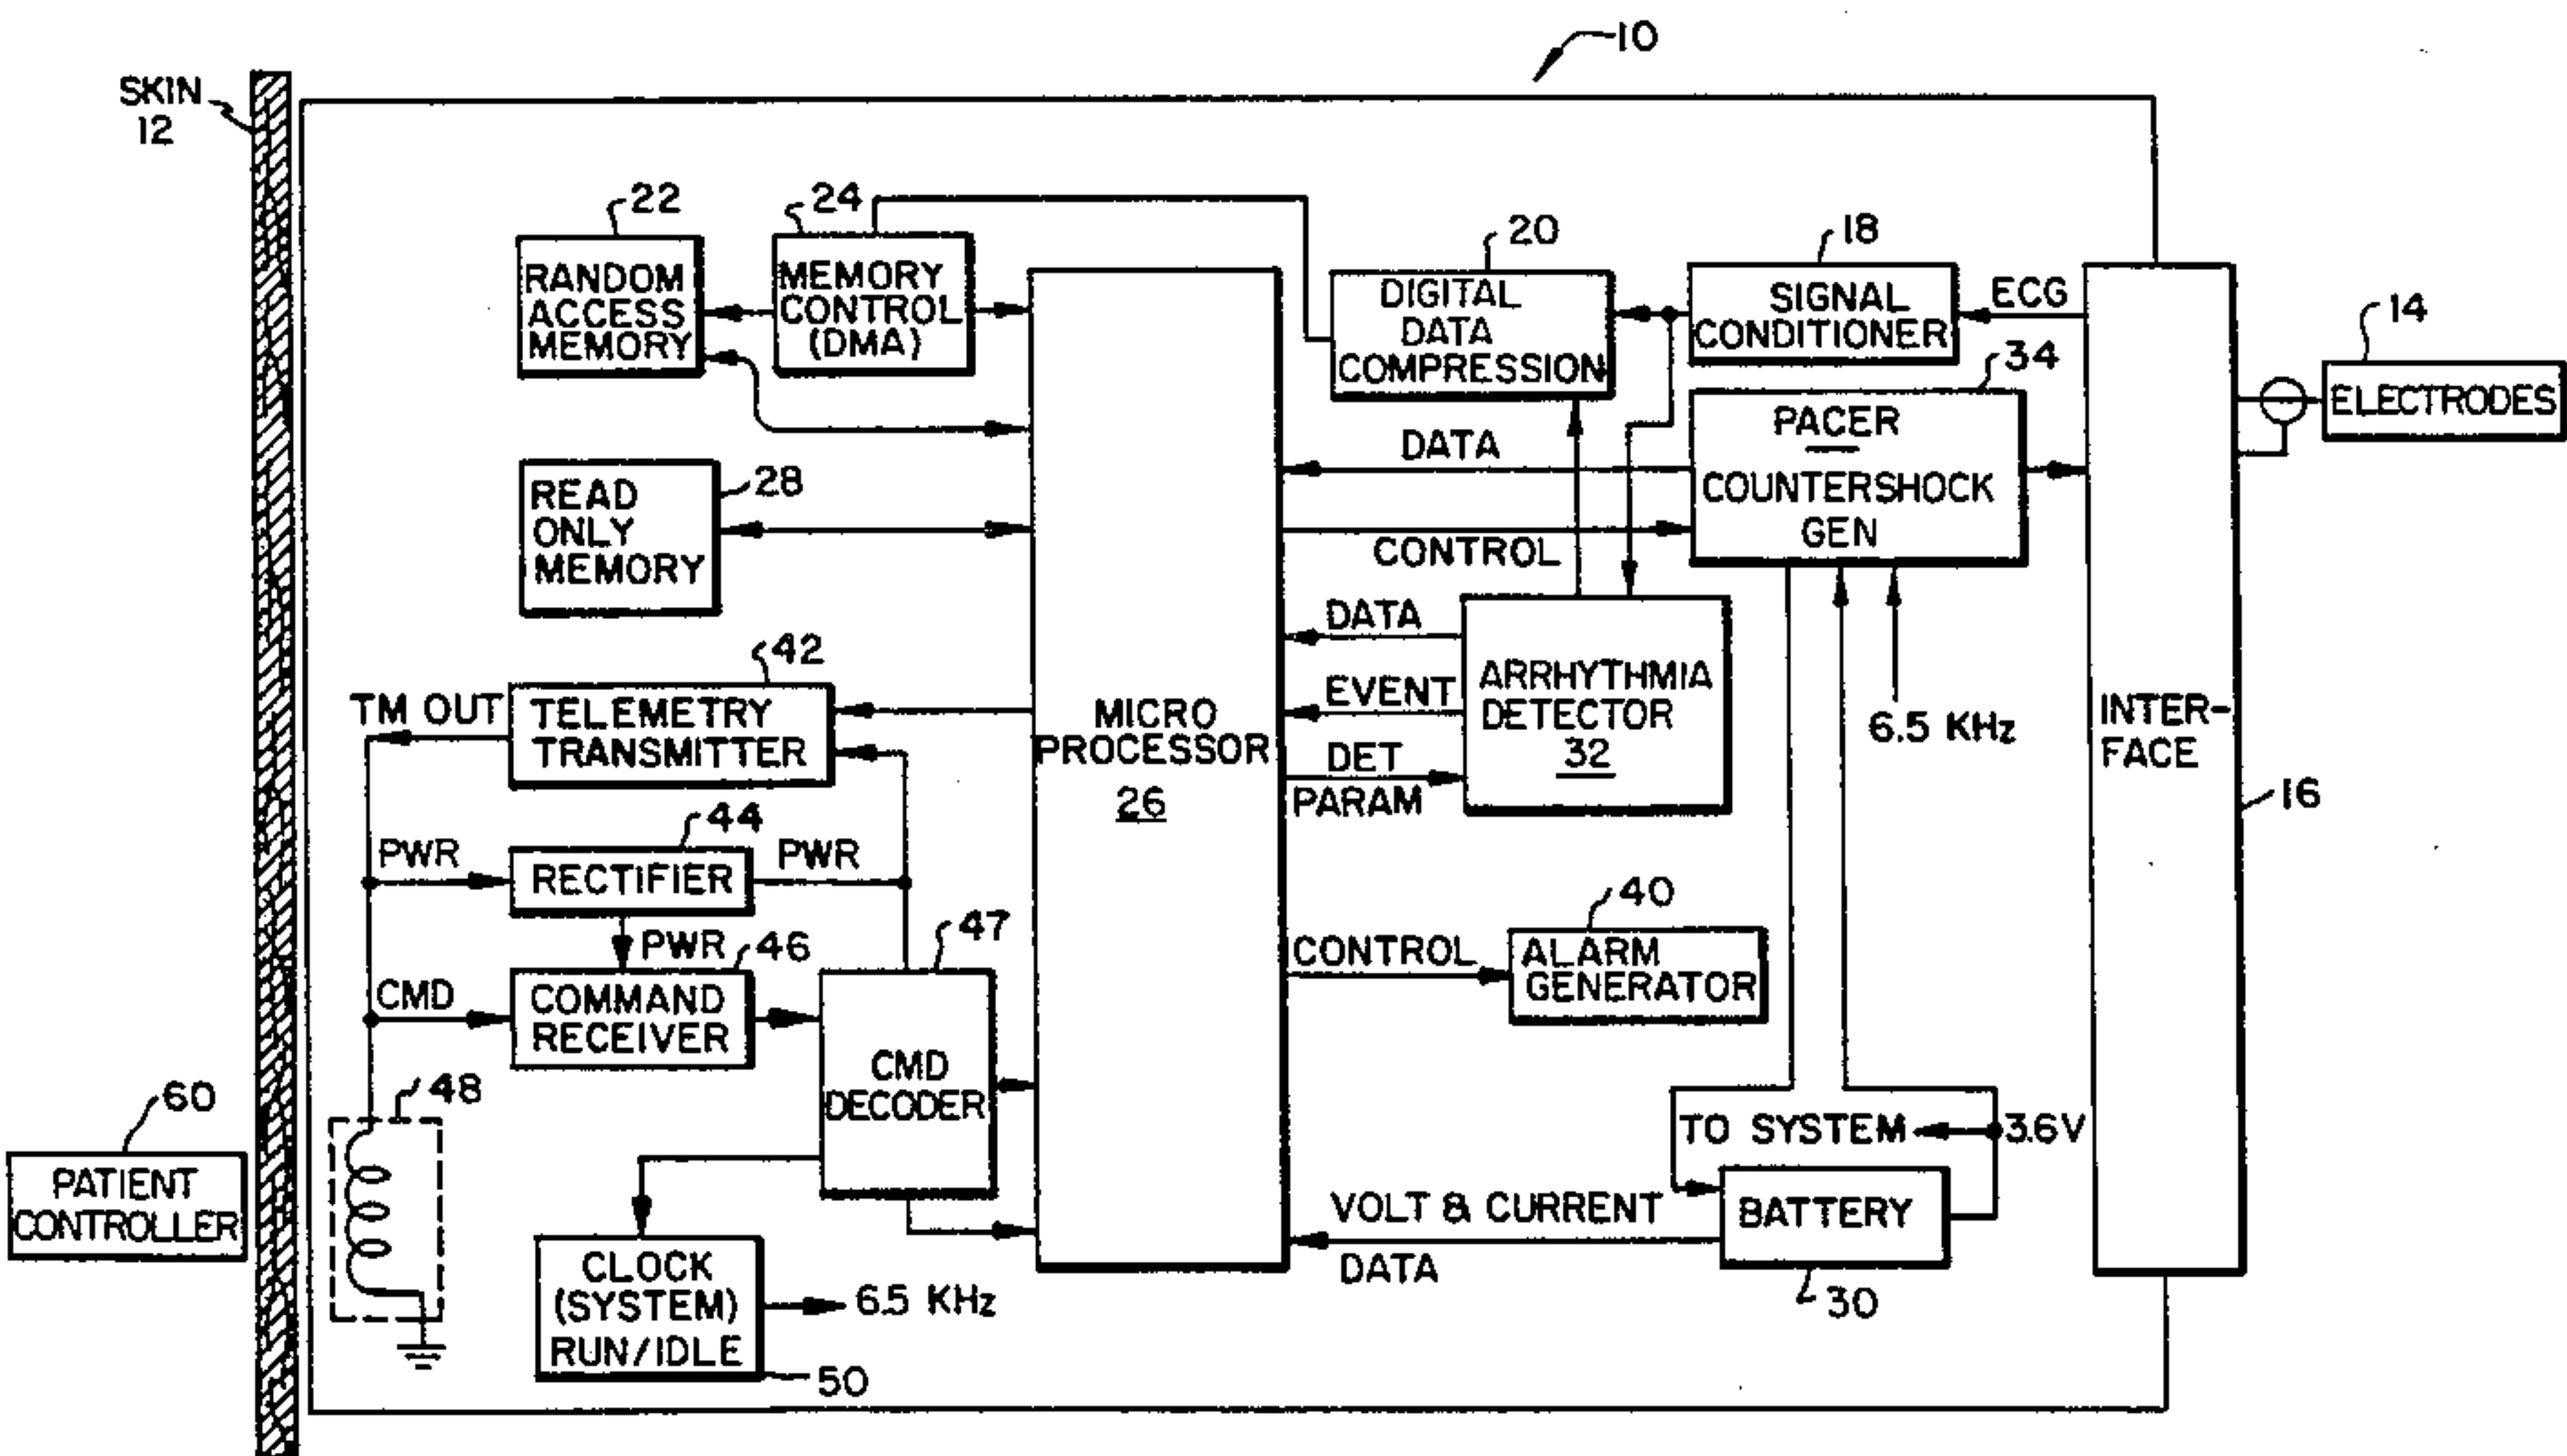 10
SKIN
12
22
24
20
18
RANDOM
ACCESS
MEMORY
MEMORY
CONTROL
(DMA)
DIGITAL
DATA
COMPRESSION
SIGNAL
CONDITIONER
ECG
14
ELECTRODES
34
PACER
COUNTERSHOCK
GEN
DATA
CONTROL
READ
ONLY
MEMORY
28
DATA
EVENT
DET
PARAM
ARRHYTHMIA
DETECTOR
32
6.5 KHz
INTER-
FACE
16
MICRO
PROCESSOR
26
42
TM OUT
TELEMETRY
TRANSMITTER
44
PWR
RECTIFIER
PWR
PWR
46
47
CMD
COMMAND
RECEIVER
CMD
DECODER
CONTROL
40
ALARM
GENERATOR
48
60
PATIENT
CONTROLLER
TO SYSTEM
3.6V
VOLT & CURRENT
DATA
BATTERY
30
CLOCK
(SYSTEM)
RUN/IDLE
6.5 KHz
50